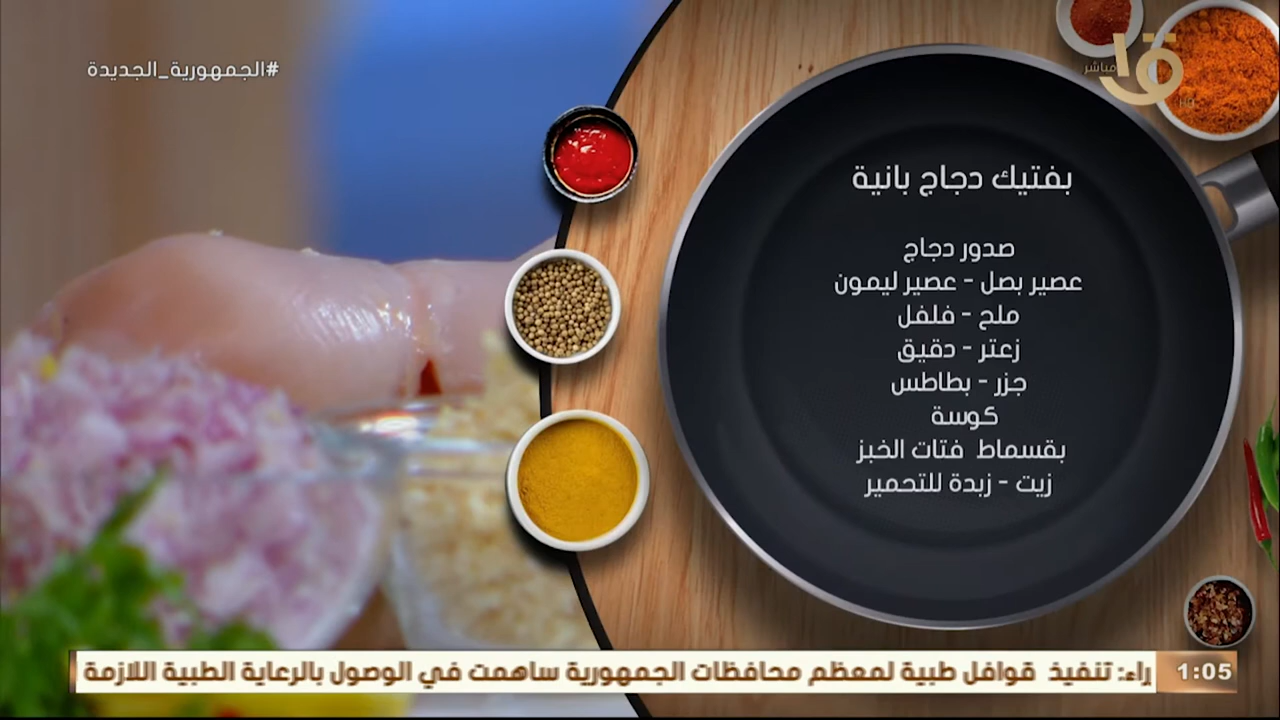 #الجمهورية_الجديدة
مباشر
بفتيك دجاج بانية
صدور دجاج
عصير بصل - عصير ليمون
ملح - فلفل
زعتر - دقيق
جزر - بطاطس
كوسة
بقسماط فتات الخبز
زيت - زبدة للتحمير
1:05
راء: تنفيذ قوافل طبية لمعظم محافظات الجمهورية ساهمت في الوصول بالرعاية الطبية اللازمة